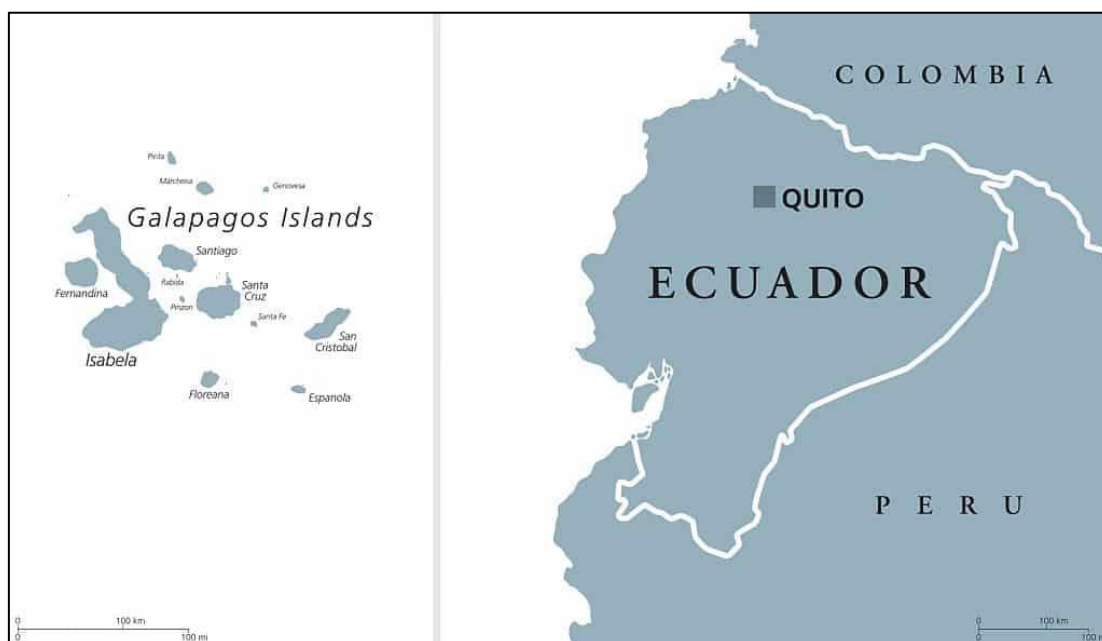 Pinta
Marchena
Genovesa
Galapagos Islands
Santiago
Fernandina
Rabida
Santa
Cruz
Pinzon
Santa Fe
San
Cristobal
Isabela
Floreana
Espanola
0
100 km
0
100 mi
COLOMBIA
QUITO
ECUADOR
PERU
0
100 km
0
100 m